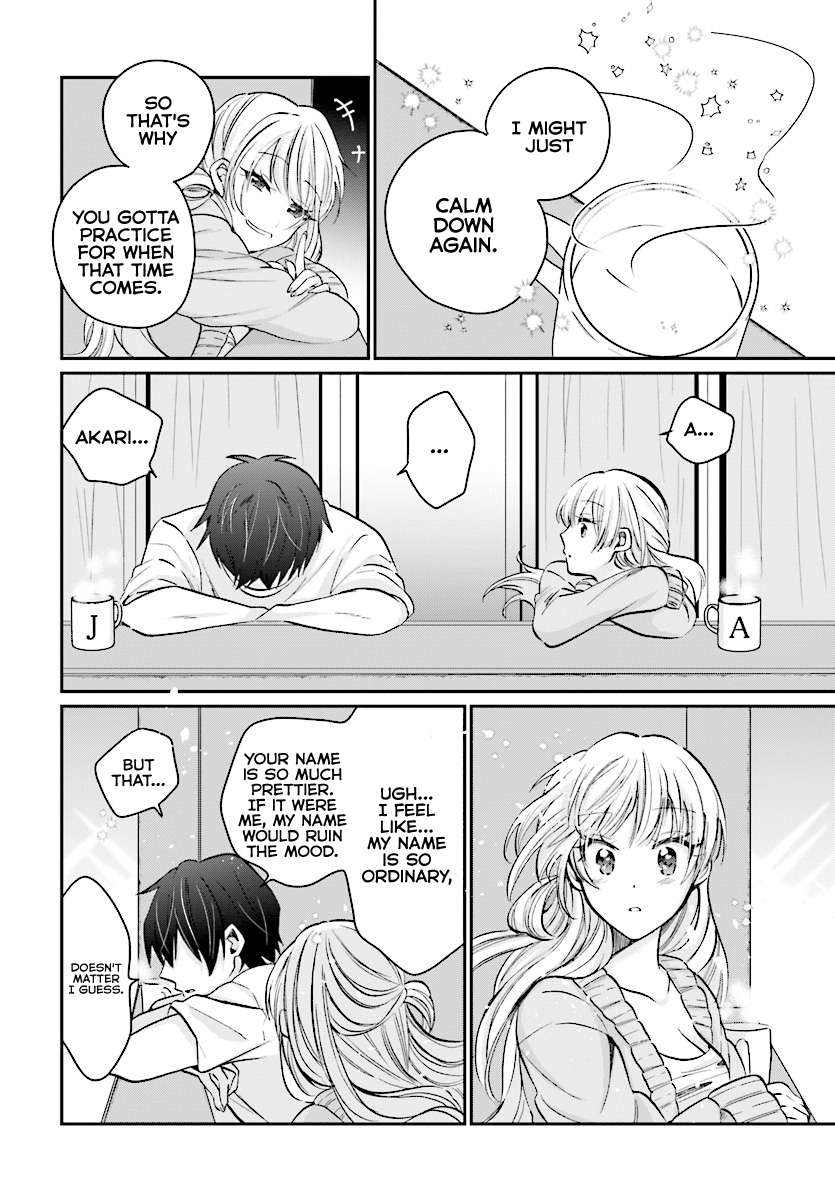 I MIGHT
JUST
CALM
DOWN
AGAIN.
SO
THAT'S
WHY
YOU GOTTA
PRACTICE
FOR WHEN
THAT TIME
COMES.
A...
...
AKARI...
J
A
UGH...
I FEEL
LIKE...
MY NAME
IS SO
ORDINARY,
YOUR NAME
IS SO MUCH
PRETTIER.
IF IT WERE
ME, MY NAME
WOULD RUIN
THE MOOD.
BUT
THAT...
DOESN'T
MATTER
I GUESS.